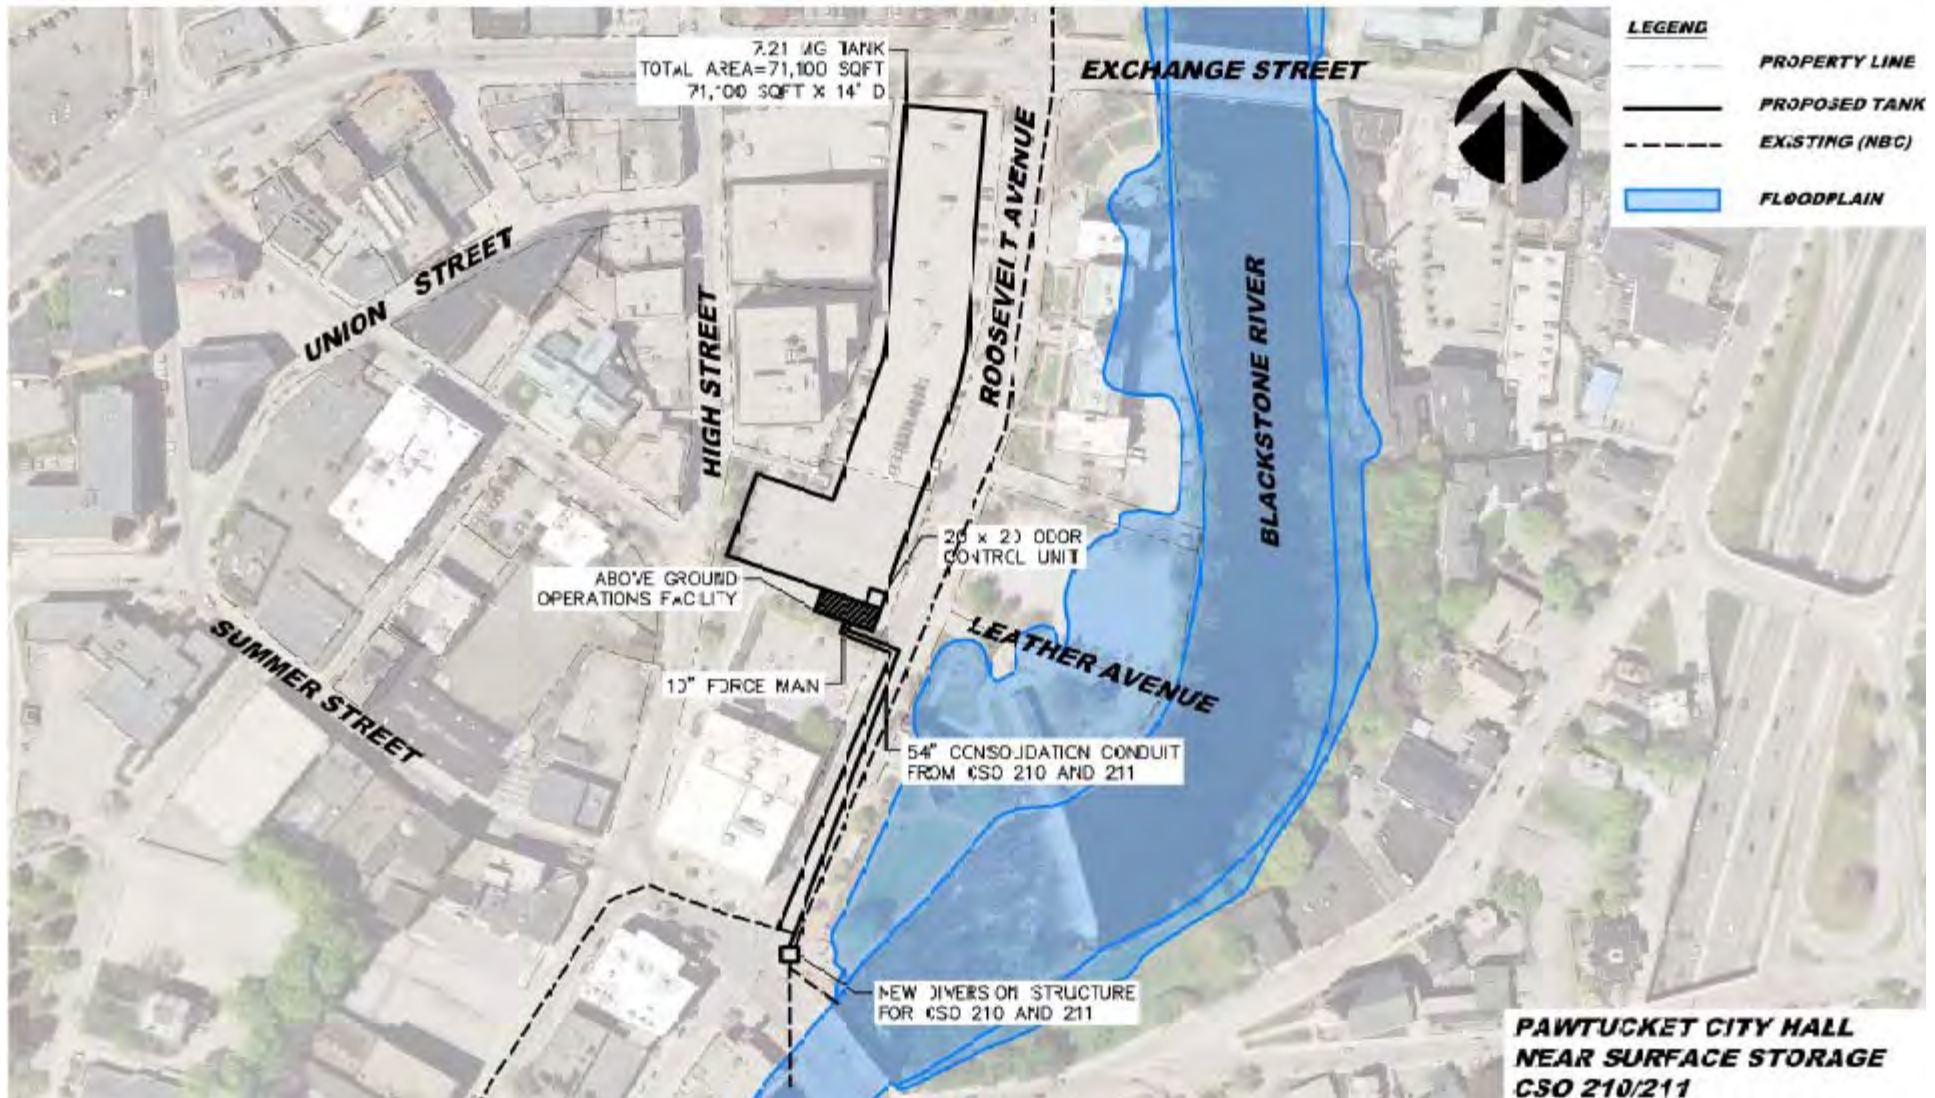 7.21 MG TANK
TOTAL AREA=71,100 SQFT
71,100 SQFT X 14' D
EXCHANGE STREET
LEGEND
PROPERTY LINE
PROPOSED TANK
EXISTING (NBC)
FLOODPLAIN
UNION STREET
HIGH STREET
ROOSEVELT AVENUE
BLACKSTONE RIVER
20 x 20 ODOR
CONTROL UNIT
ABOVE GROUND
OPERATIONS FACILITY
SUMMER STREET
LEATHER AVENUE
10" FORCE MAIN
54" CONSOLIDATION CONDUIT
FROM CSO 210 AND 211
NEW DIVERSION STRUCTURE
FOR CSO 210 AND 211
PAWTUCKET CITY HALL
NEAR SURFACE STORAGE
CSO 210/211